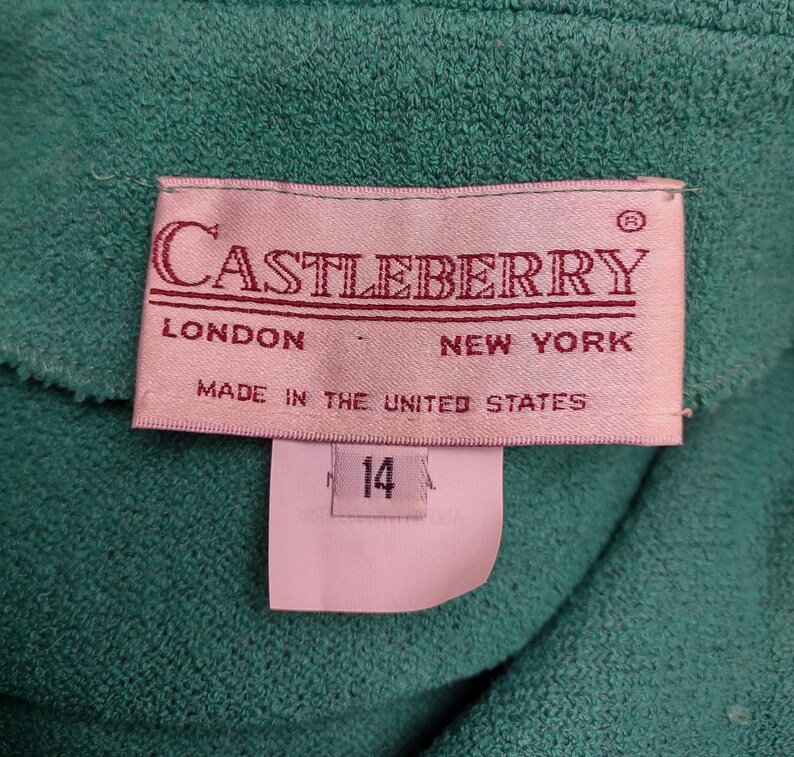 CASTLEBERRY®
LONDON NEW YORK
MADE IN THE UNITED STATES
14